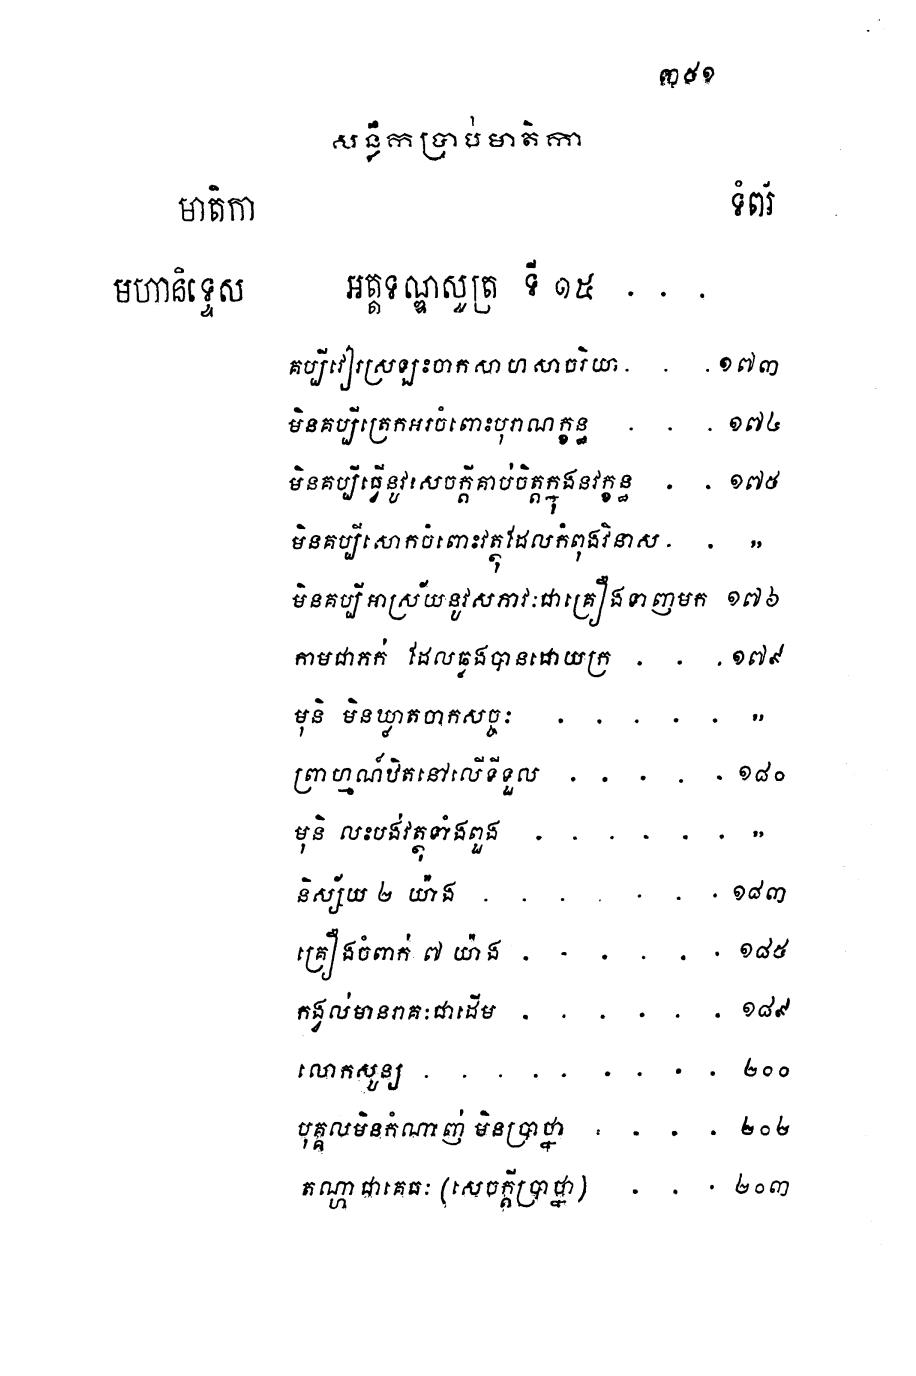 ៣៥១
សន្លឹកប្រាប់មាតិកា
មាតិកា ទំព័រ
មហានិទ្ទេស អត្តទណ្ឌសូត្រ ទី ១៥ . . .
គប្បីវៀរស្រឡះចាកសាហសាចរិយា . . . ១៧៣
មិនគប្បីត្រេកអរចំពោះបុរាណក្ខន្ធ . . . ១៧៤
មិនគប្បីធ្វើនូវសេចក្តីគាប់ចិត្តក្នុងនវក្ខន្ធ . . ១៧៥
មិនគប្បីសោកចំពោះវត្ថុដែលកំពុងវិនាស . . ,,
មិនគប្បីអាស្រ័យនូវសភាវៈជាគ្រឿងទាញមក ១៧៦
កាមជាភក់ ដែលឆ្លងបានដោយក្រ . . . ១៧៩
មុនិ មិនឃ្លាតចាកសច្ចៈ . . . . . ,,
ព្រាហ្មណ៍ឋិតនៅលើទីទួល . . . . . ១៨០
មុនិ លះបង់វត្ថុទាំងពួង . . . . . . ,,
និស្ស័យ ២ យ៉ាង . . . . . . . ១៨៣
គ្រឿងចំពាក់ ៧ យ៉ាង . . . . . . ១៨៥
កង្វល់មានរាគៈជាដើម . . . . . . ១៨៩
លោកសូន្យ . . . . . . . . . ២០០
បុគ្គលមិនកំណាញ់ មិនប្រាថ្នា . . . . ២០២
តណ្ហាជាគេធៈ (សេចក្តីប្រាថ្នា) . . . ២០៣